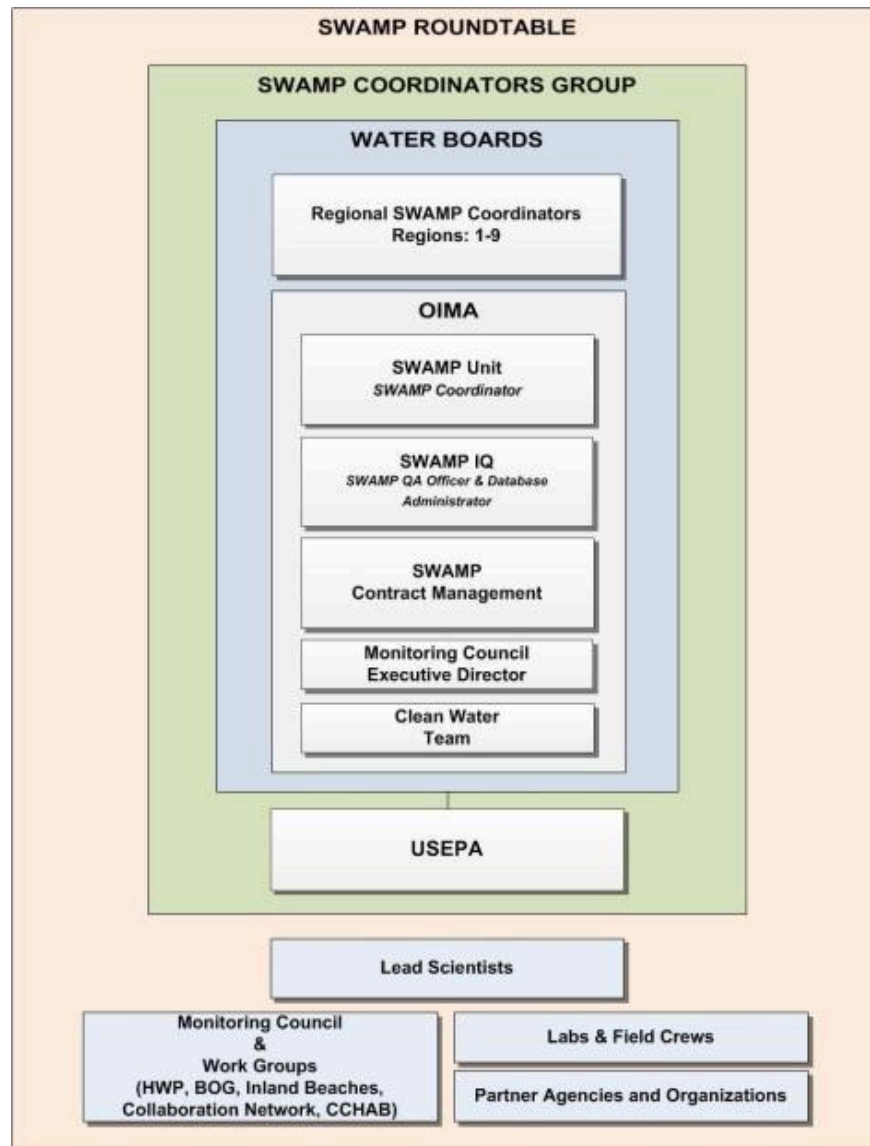 SWAMP ROUNDTABLE
SWAMP COORDINATORS GROUP
WATER BOARDS
Regional SWAMP Coordinators
Regions: 1-9
OIMA
SWAMP Unit
SWAMP Coordinator
SWAMP IQ
SWAMP QA Officer & Database
Administrator
SWAMP
Contract Management
Monitoring Council
Executive Director
Clean Water
Team
USEPA
Lead Scientists
Monitoring Council
&
Work Groups
(HWP, BOG, Inland Beaches,
Collaboration Network, CCHAB)
Labs & Field Crews
Partner Agencies and Organizations